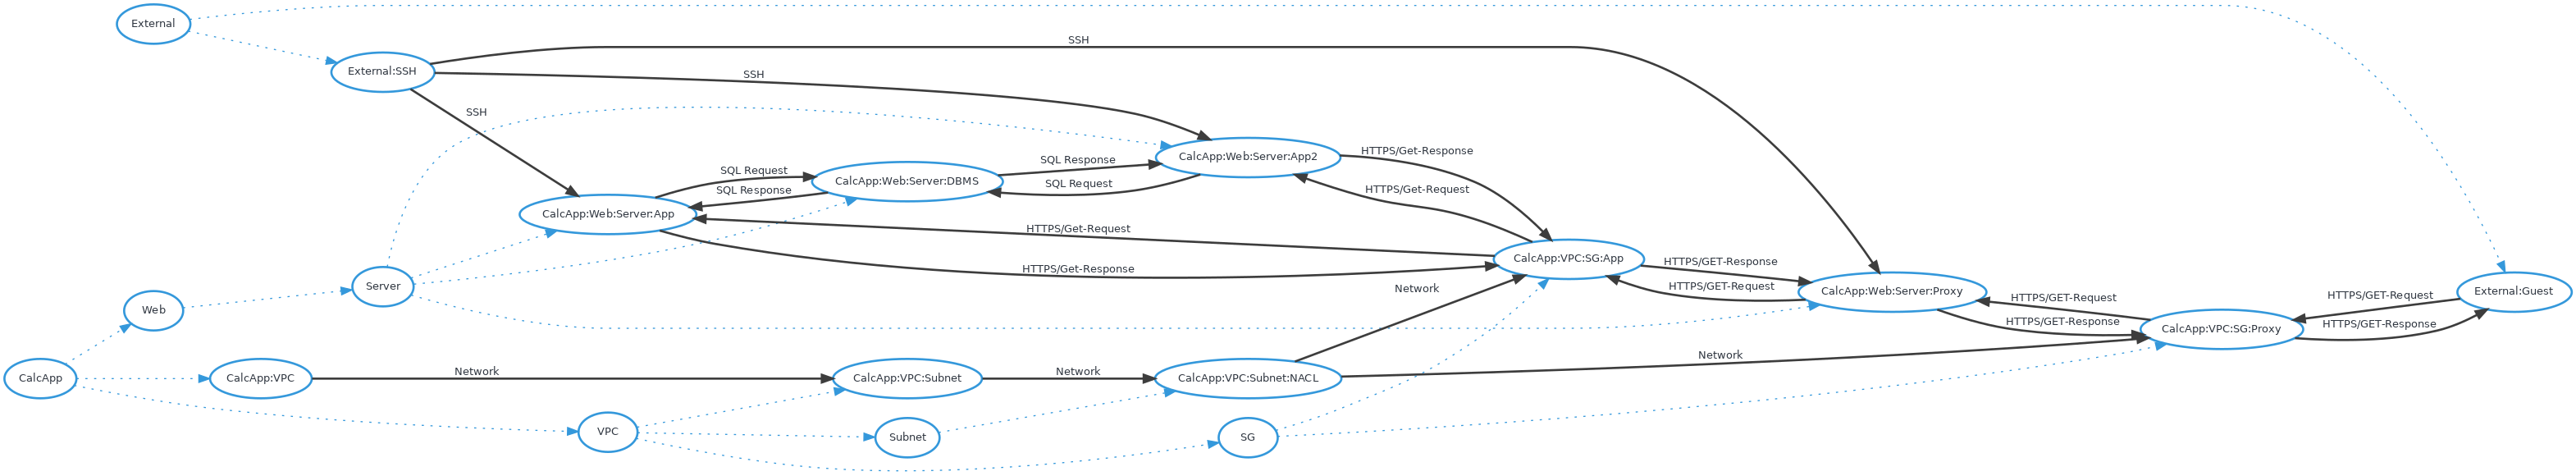 External
SSH
External:SSH
SSH
SSH
HTTPS/Get-Response
CalcApp:Web:Server:App2
SQL Response
SQL Request
CalcApp:Web:Server:DBMS
SQL Request
HTTPS/Get-Request
SQL Response
CalcApp:Web:Server:App
HTTPS/Get-Request
CalcApp:VPC:SG:App
HTTPS/GET-Response
HTTPS/Get-Response
Server
HTTPS/GET-Request
Network
CalcApp:Web:Server:Proxy
External:Guest
HTTPS/GET-Request
HTTPS/GET-Request
Web
HTTPS/GET-Response
HTTPS/GET-Response
CalcApp:VPC:SG:Proxy
Network
Network
Network
CalcApp
CalcApp:VPC
CalcApp:VPC:Subnet
CalcApp:VPC:Subnet:NACL
VPC
Subnet
SG